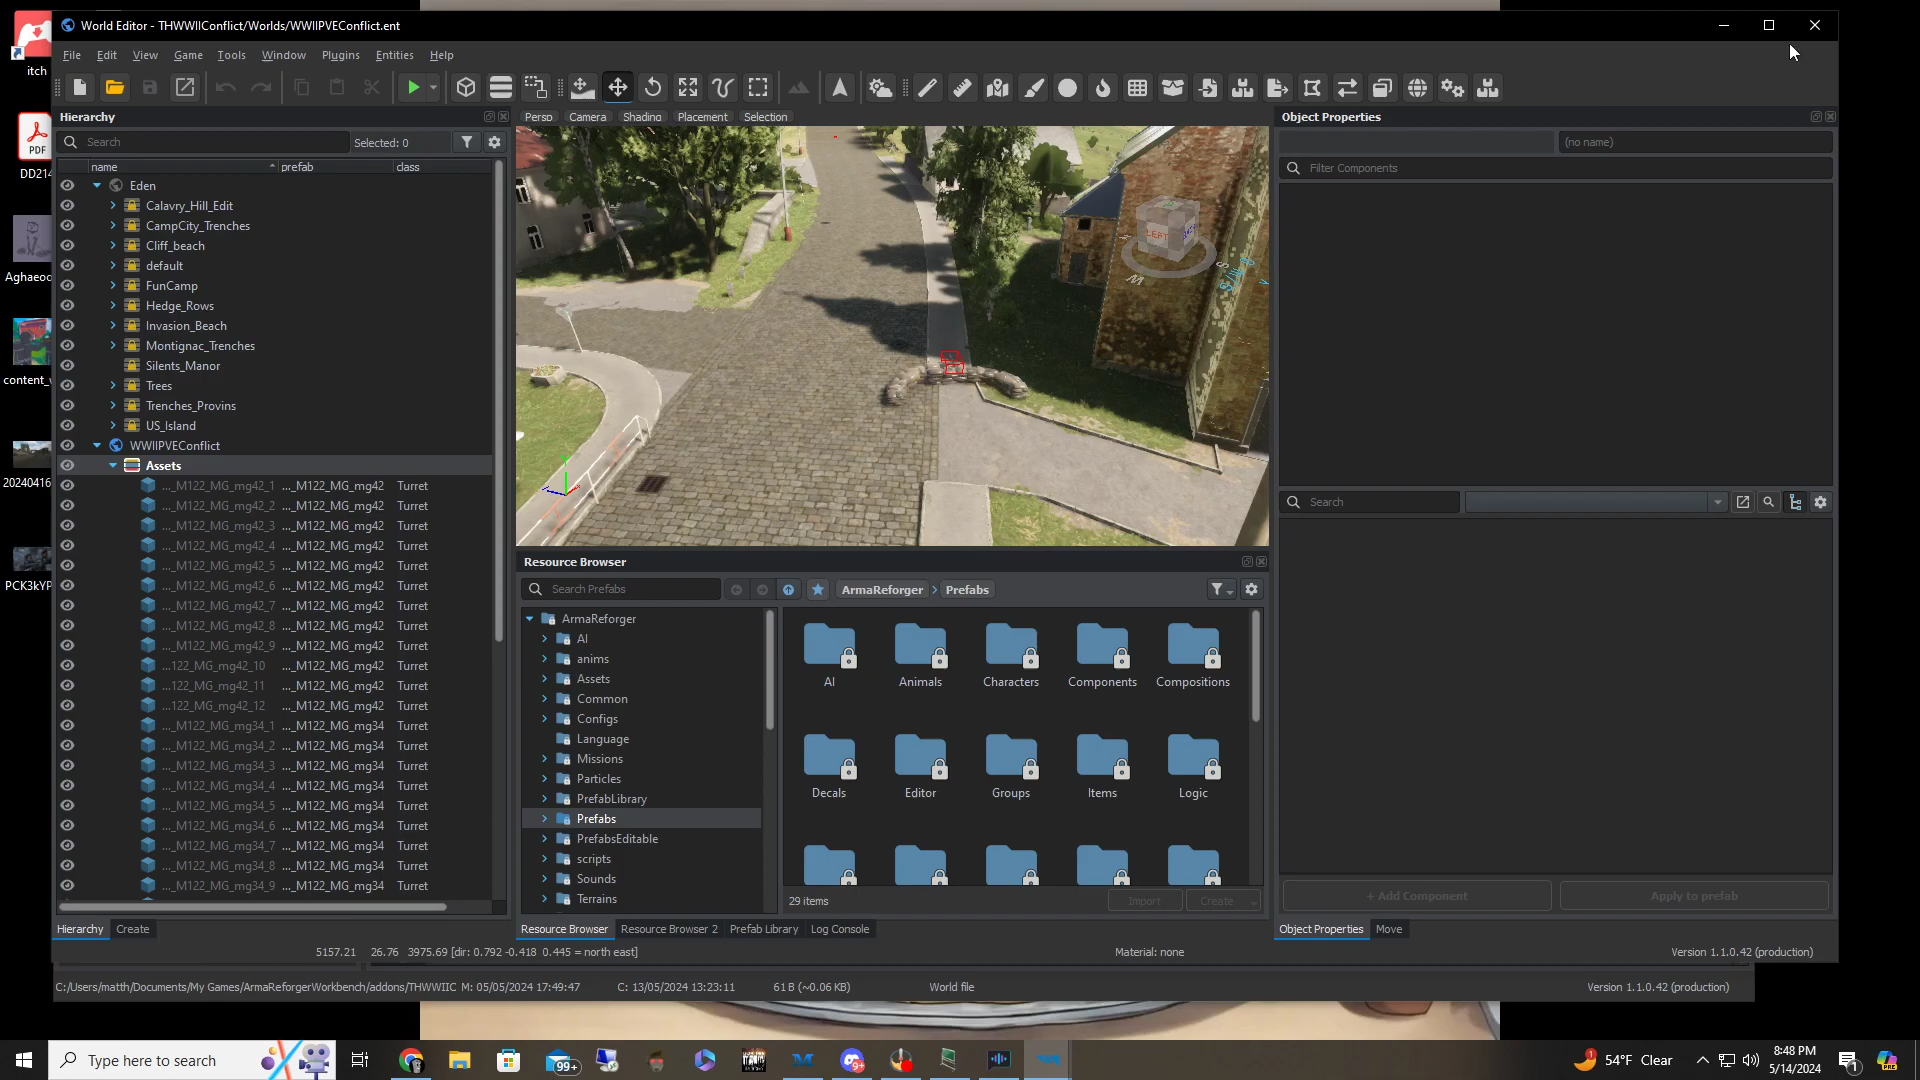 World Editor - THWWIIConflict/Worlds/WWIIPVEConflict.ent
File Edit View Game Tools Window Plugins Entities Help
itch
PDF
DD214
Aghaeoo
content_v
20240416
PCK3kYP
Hierarchy
Search
Selected: 0
name prefab class
Eden
Calavry_Hill_Edit
CampCity_Trenches
Cliff_beach
default
FunCamp
Hedge_Rows
Invasion_Beach
Montignac_Trenches
Silents_Manor
Trees
Trenches_Provins
US_Island
WWIIPVEConflict
Assets
..._M122_MG_mg42_1 ..._M122_MG_mg42 Turret
..._M122_MG_mg42_2 ..._M122_MG_mg42 Turret
..._M122_MG_mg42_3 ..._M122_MG_mg42 Turret
..._M122_MG_mg42_4 ..._M122_MG_mg42 Turret
..._M122_MG_mg42_5 ..._M122_MG_mg42 Turret
..._M122_MG_mg42_6 ..._M122_MG_mg42 Turret
..._M122_MG_mg42_7 ..._M122_MG_mg42 Turret
..._M122_MG_mg42_8 ..._M122_MG_mg42 Turret
..._M122_MG_mg42_9 ..._M122_MG_mg42 Turret
...122_MG_mg42_10 ..._M122_MG_mg42 Turret
...122_MG_mg42_11 ..._M122_MG_mg42 Turret
...122_MG_mg42_12 ..._M122_MG_mg42 Turret
..._M122_MG_mg34_1 ..._M122_MG_mg34 Turret
..._M122_MG_mg34_2 ..._M122_MG_mg34 Turret
..._M122_MG_mg34_3 ..._M122_MG_mg34 Turret
..._M122_MG_mg34_4 ..._M122_MG_mg34 Turret
..._M122_MG_mg34_5 ..._M122_MG_mg34 Turret
..._M122_MG_mg34_6 ..._M122_MG_mg34 Turret
..._M122_MG_mg34_7 ..._M122_MG_mg34 Turret
..._M122_MG_mg34_8 ..._M122_MG_mg34 Turret
..._M122_MG_mg34_9 ..._M122_MG_mg34 Turret
Hierarchy Create
Persp Camera Shading Placement Selection
LEFT
W
S
Resource Browser
Search Prefabs
ArmaReforger > Prefabs
ArmaReforger
AI
anims
Assets
Common
Configs
Language
Missions
Particles
PrefabLibrary
Prefabs
PrefabsEditable
scripts
Sounds
Terrains
AI Animals Characters Components Compositions
Decals Editor Groups Items Logic
29 items
Import Create
Resource Browser Resource Browser 2 Prefab Library Log Console
Object Properties
(no name)
Filter Components
Search
+ Add Component Apply to prefab
Object Properties Move
5157.21 26.76 3975.69 [dir: 0.792 -0.418 0.445 = north east]
Material: none
Version 1.1.0.42 (production)
C:/Users/matth/Documents/My Games/ArmaReforgerWorkbench/addons/THWWIIC M: 05/05/2024 17:49:47 C: 13/05/2024 13:23:11 61 B (~0.06 KB) World file Version 1.1.0.42 (production)
Type here to search
99+
9+
1
54°F Clear
8:48 PM
5/14/2024
1
PRE